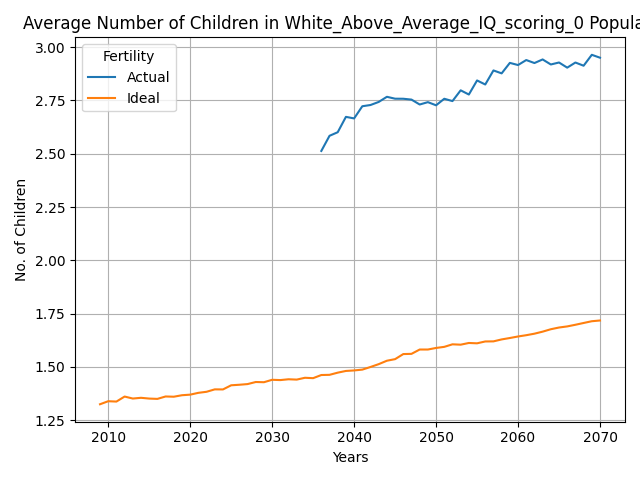 Average Number of Children in White_Above_Average_IQ_scoring_0 Popula
3.00
2.75
2.50
2.25
2.00
1.75
1.50
1.25
No. of Children
Fertility
Actual
Ideal
2010 2020 2030 2040 2050 2060 2070
Years